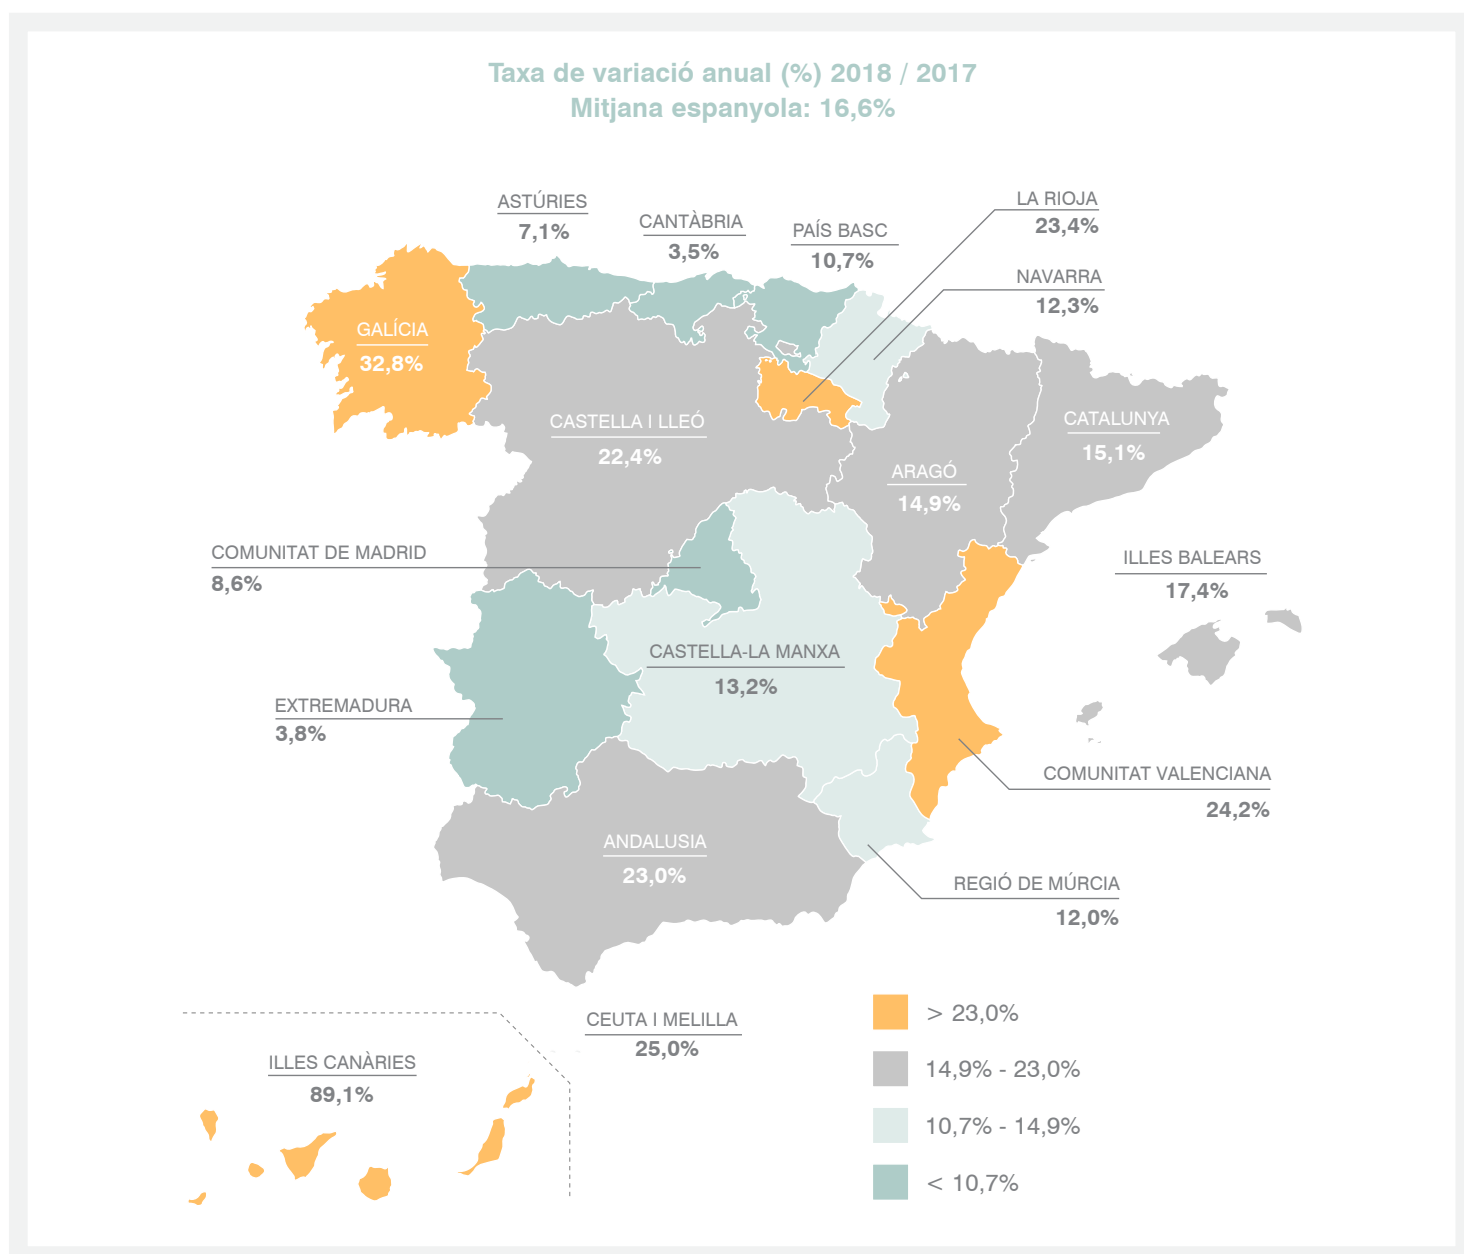 Taxa de variació anual (%) 2018 / 2017
Mitjana espanyola: 16,6%
ASTÚRIES
7,1%
CANTÀBRIA
3,5%
PAÍS BASC
10,7%
LA RIOJA
23,4%
NAVARRA
12,3%
GALÍCIA
32,8%
CASTELLA I LLEÓ
22,4%
ARAGÓ
14,9%
CATALUNYA
15,1%
COMUNITAT DE MADRID
8,6%
ILLES BALEARS
17,4%
CASTELLA-LA MANXA
13,2%
EXTREMADURA
3,8%
COMUNITAT VALENCIANA
24,2%
ANDALUSIA
23,0%
REGIÓ DE MÚRCIA
12,0%
CEUTA I MELILLA
25,0%
ILLES CANÀRIES
89,1%
> 23,0%
14,9% - 23,0%
10,7% - 14,9%
< 10,7%